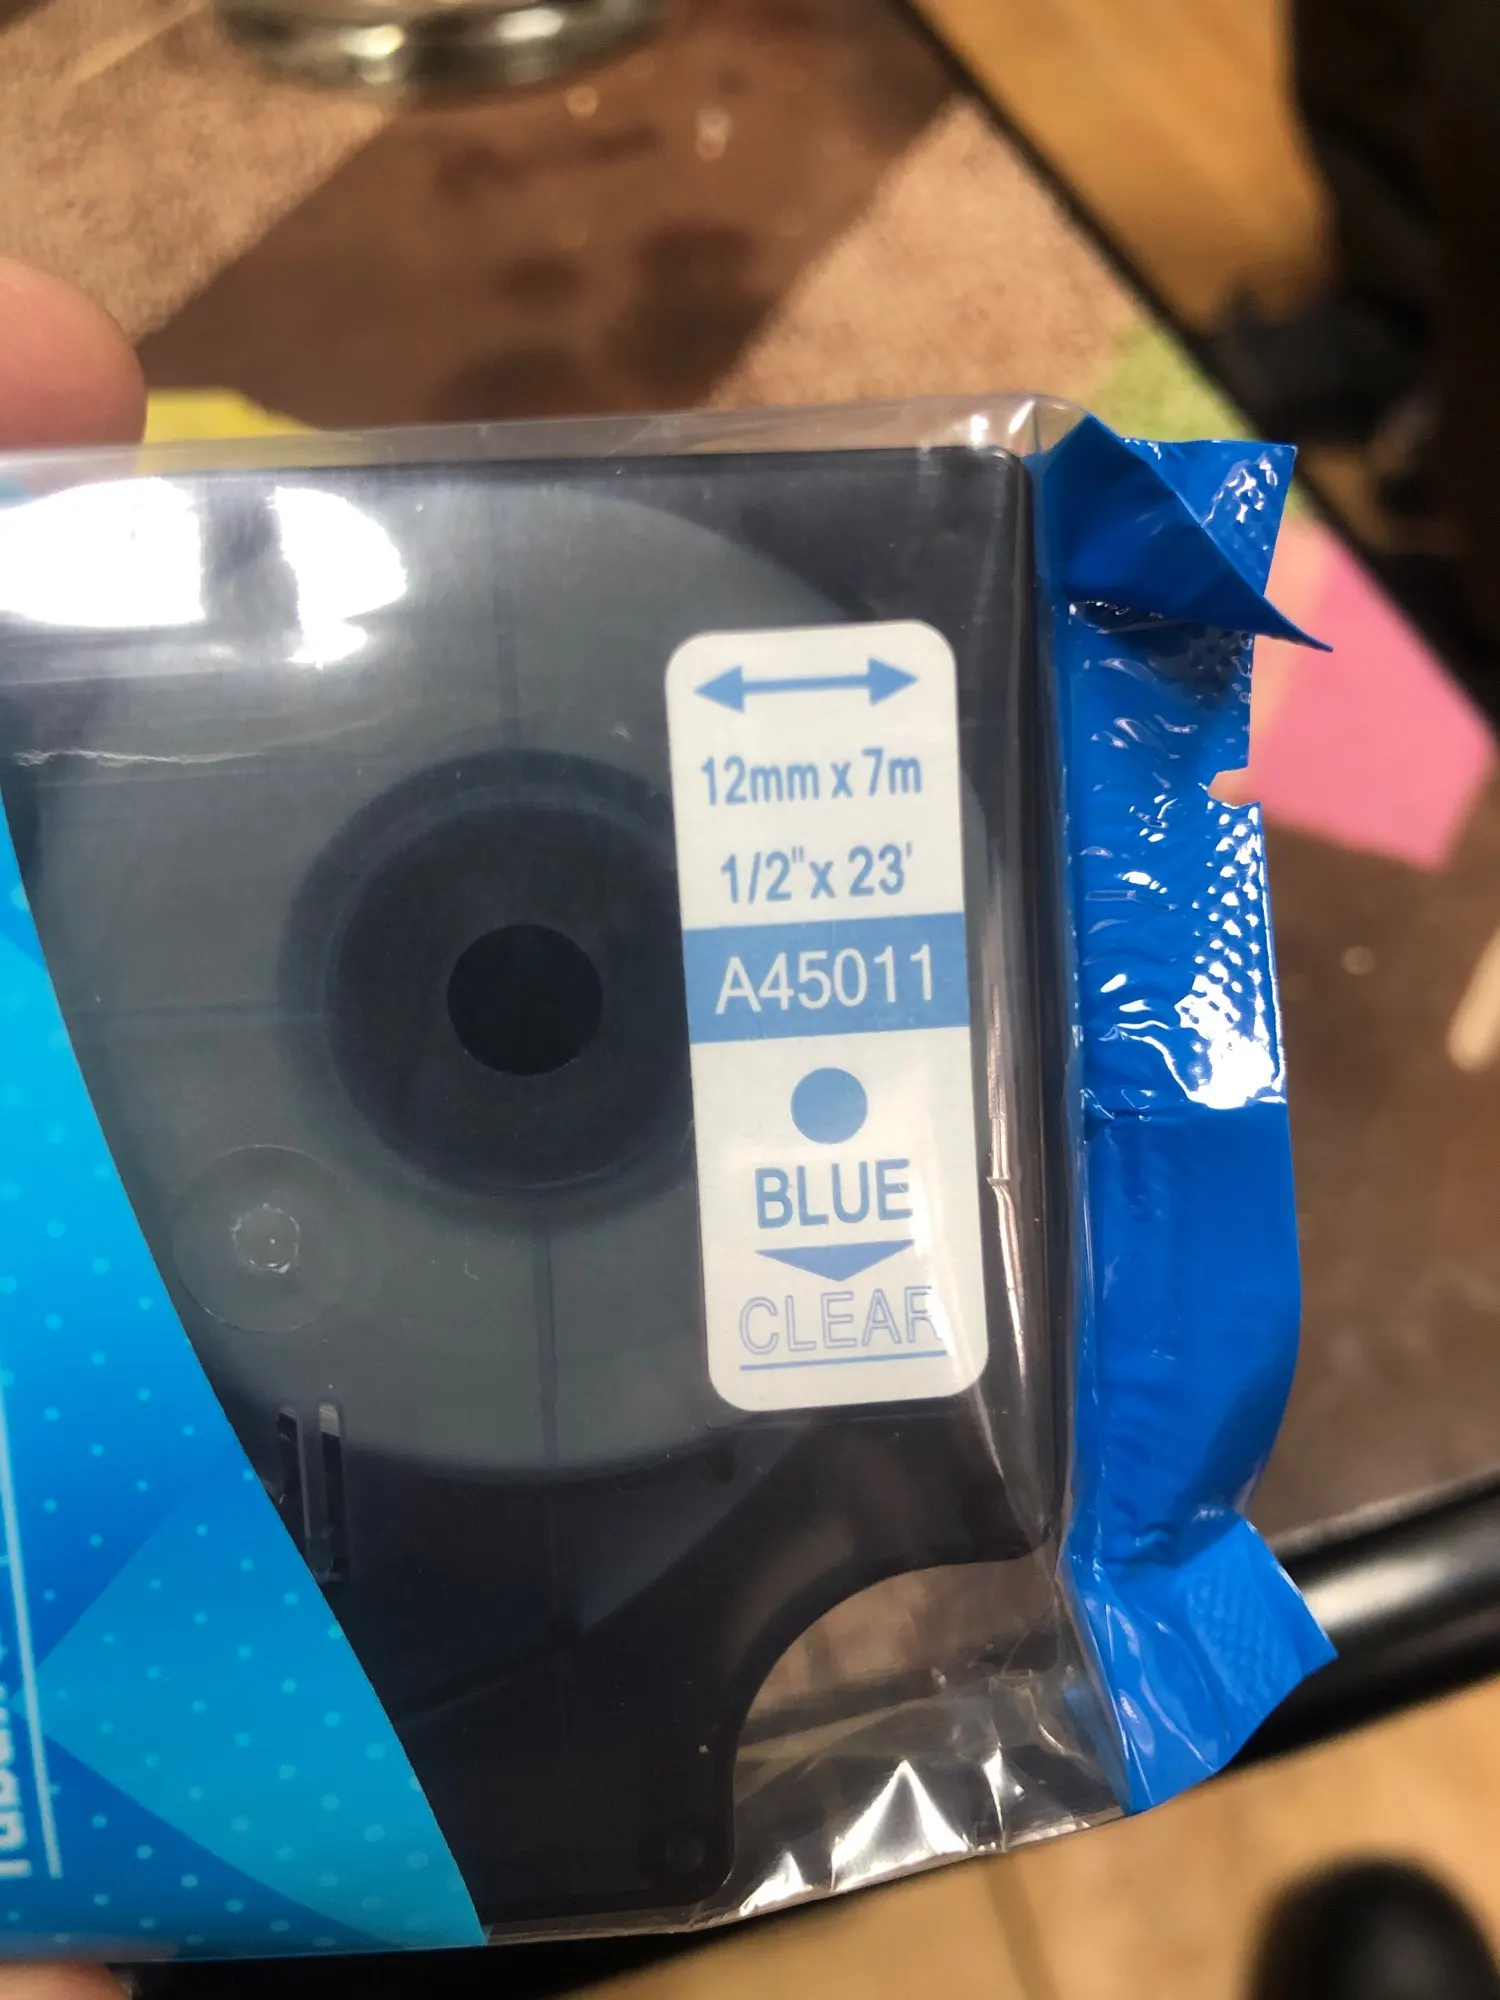 12mm x 7m
1/2"x 23'
A45011
BLUE
CLEAR